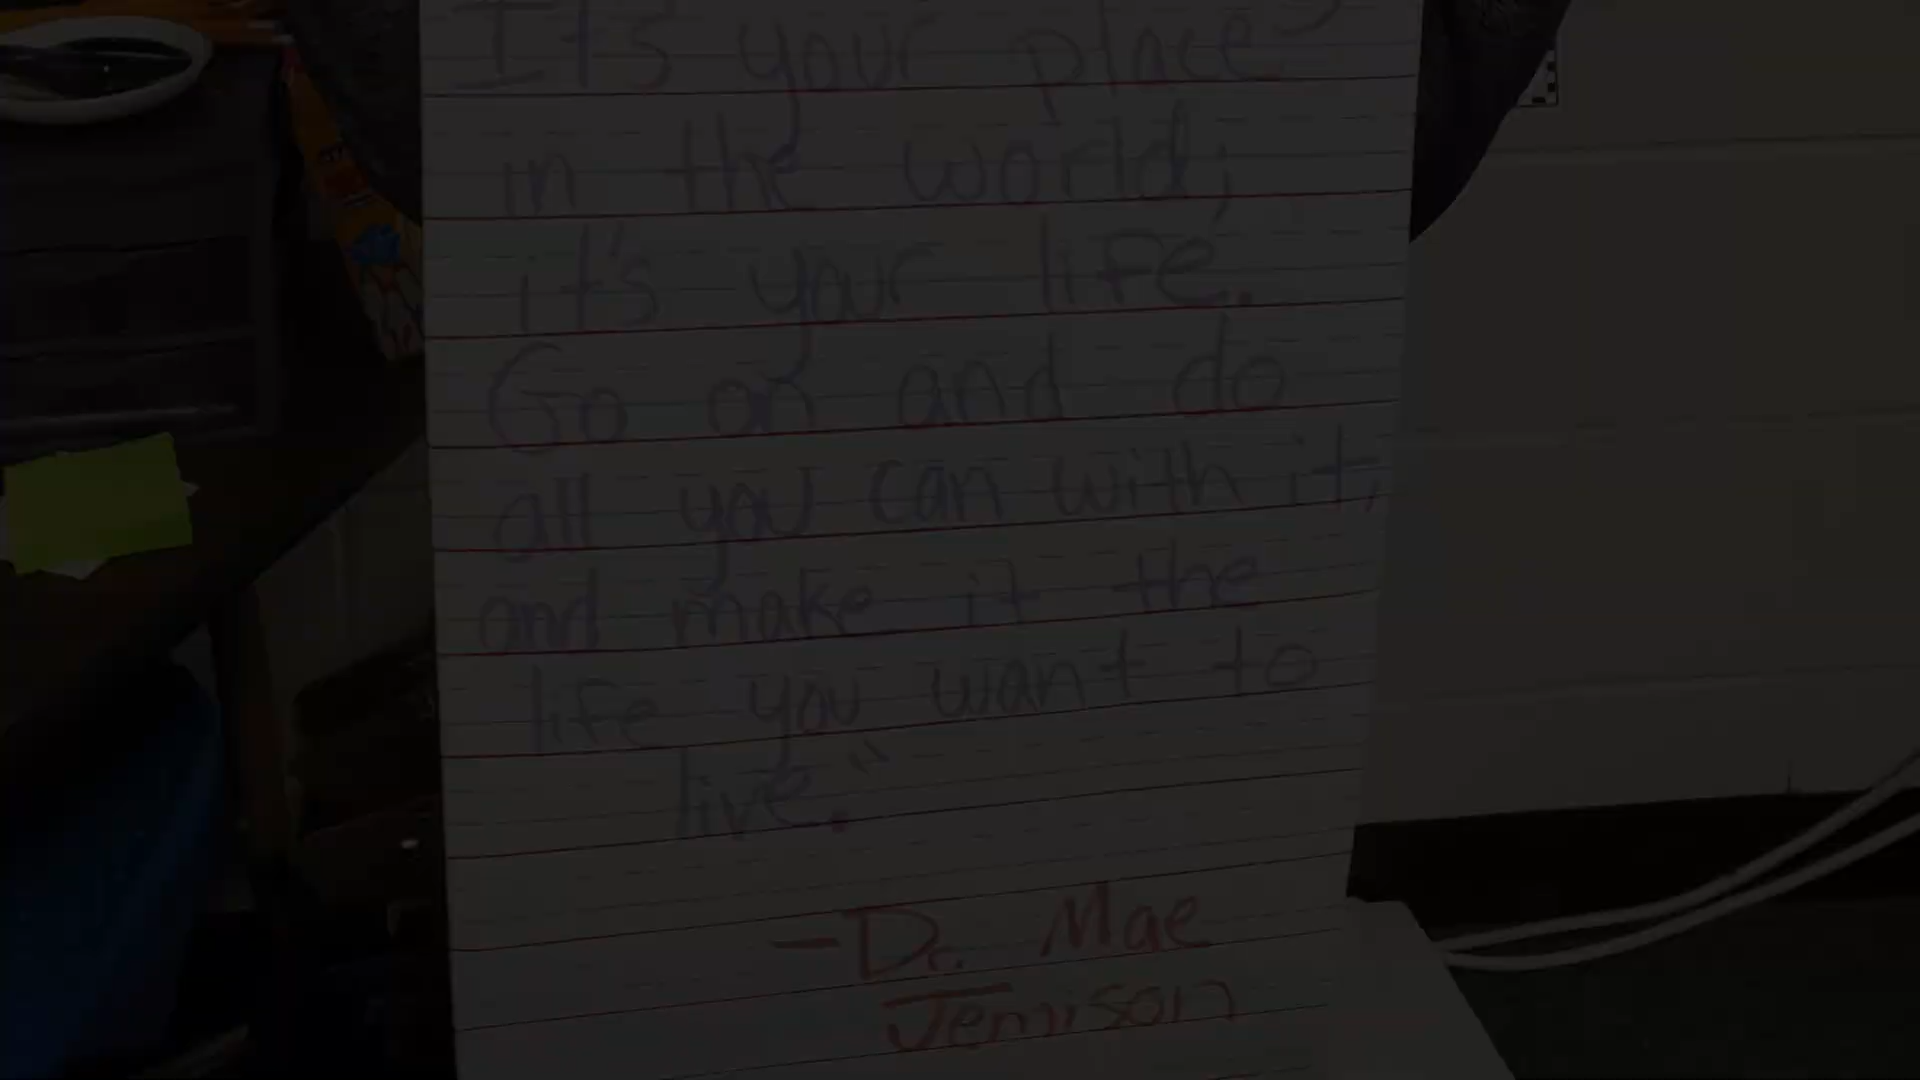 It's your place
in the world;
it's your life.
Go on and do
all you can with it,
and make it the
life you want to
live."
- Dr. Mae
Jemison